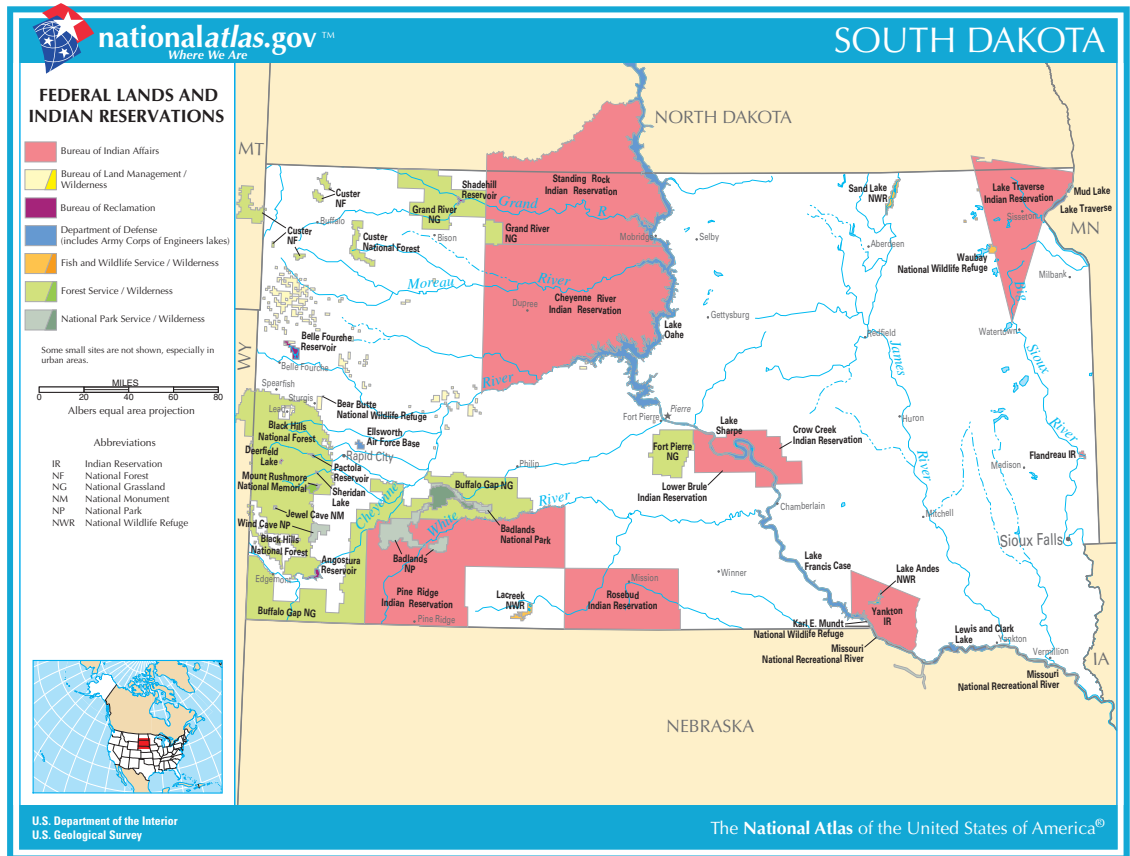 nationalatlas.gov ™
Where We Are
SOUTH DAKOTA
FEDERAL LANDS AND
INDIAN RESERVATIONS
Bureau of Indian Affairs
Bureau of Land Management /
Wilderness
Bureau of Reclamation
Department of Defense
(includes Army Corps of Engineers lakes)
Fish and Wildlife Service / Wilderness
Forest Service / Wilderness
National Park Service / Wilderness
Some small sites are not shown, especially in
urban areas.
MILES
0 20 40 60 80
Albers equal area projection
Abbreviations
IR Indian Reservation
NF National Forest
NG National Grassland
NM National Monument
NP National Park
NWR National Wildlife Refuge
MT
NORTH DAKOTA
MN
WY
IA
NEBRASKA
Custer
NF
Buffalo
Custer
NF
Custer
National Forest
Shadehill
Reservoir
Grand River
NG
Bison
Grand R
Grand River
NG
Standing Rock
Indian Reservation
Mobridge
Selby
Sand Lake
NWR
Aberdeen
Lake Traverse
Indian Reservation
Sisseton
Mud Lake
Lake Traverse
Waubay
National Wildlife Refuge
Milbank
Moreau River
Dupree
Cheyenne River
Indian Reservation
Gettysburg
Lake
Oahe
Redfield
Watertown
Big
Sioux
River
James
River
Belle Fourche
Reservoir
Belle Fourche
Spearfish
Sturgis
Lead
Bear Butte
National Wildlife Refuge
River
Black Hills
National Forest
Ellsworth
Air Force Base
Deerfield
Lake
Rapid City
Pactola
Reservoir
Mount Rushmore
National Memorial
Sheridan
Lake
Jewel Cave NM
Wind Cave NP
Black Hills
National Forest
Angostura
Reservoir
Edgemont
Buffalo Gap NG
Cheyenne
Philip
Buffalo Gap NG
White
River
Badlands
National Park
Badlands
NP
Pine Ridge
Indian Reservation
Pine Ridge
Lacreek
NWR
Mission
Rosebud
Indian Reservation
Winner
Fort Pierre
Pierre
Fort Pierre
NG
Lake
Sharpe
Crow Creek
Indian Reservation
Lower Brule
Indian Reservation
Chamberlain
Huron
Madison
Flandreau IR
Mitchell
Sioux Falls
Lake
Francis Case
Lake Andes
NWR
Yankton
IR
Karl E. Mundt
National Wildlife Refuge
Missouri
National Recreational River
Lewis and Clark
Lake
Yankton
Vermillion
Missouri
National Recreational River
U.S. Department of the Interior
U.S. Geological Survey
The National Atlas of the United States of America®